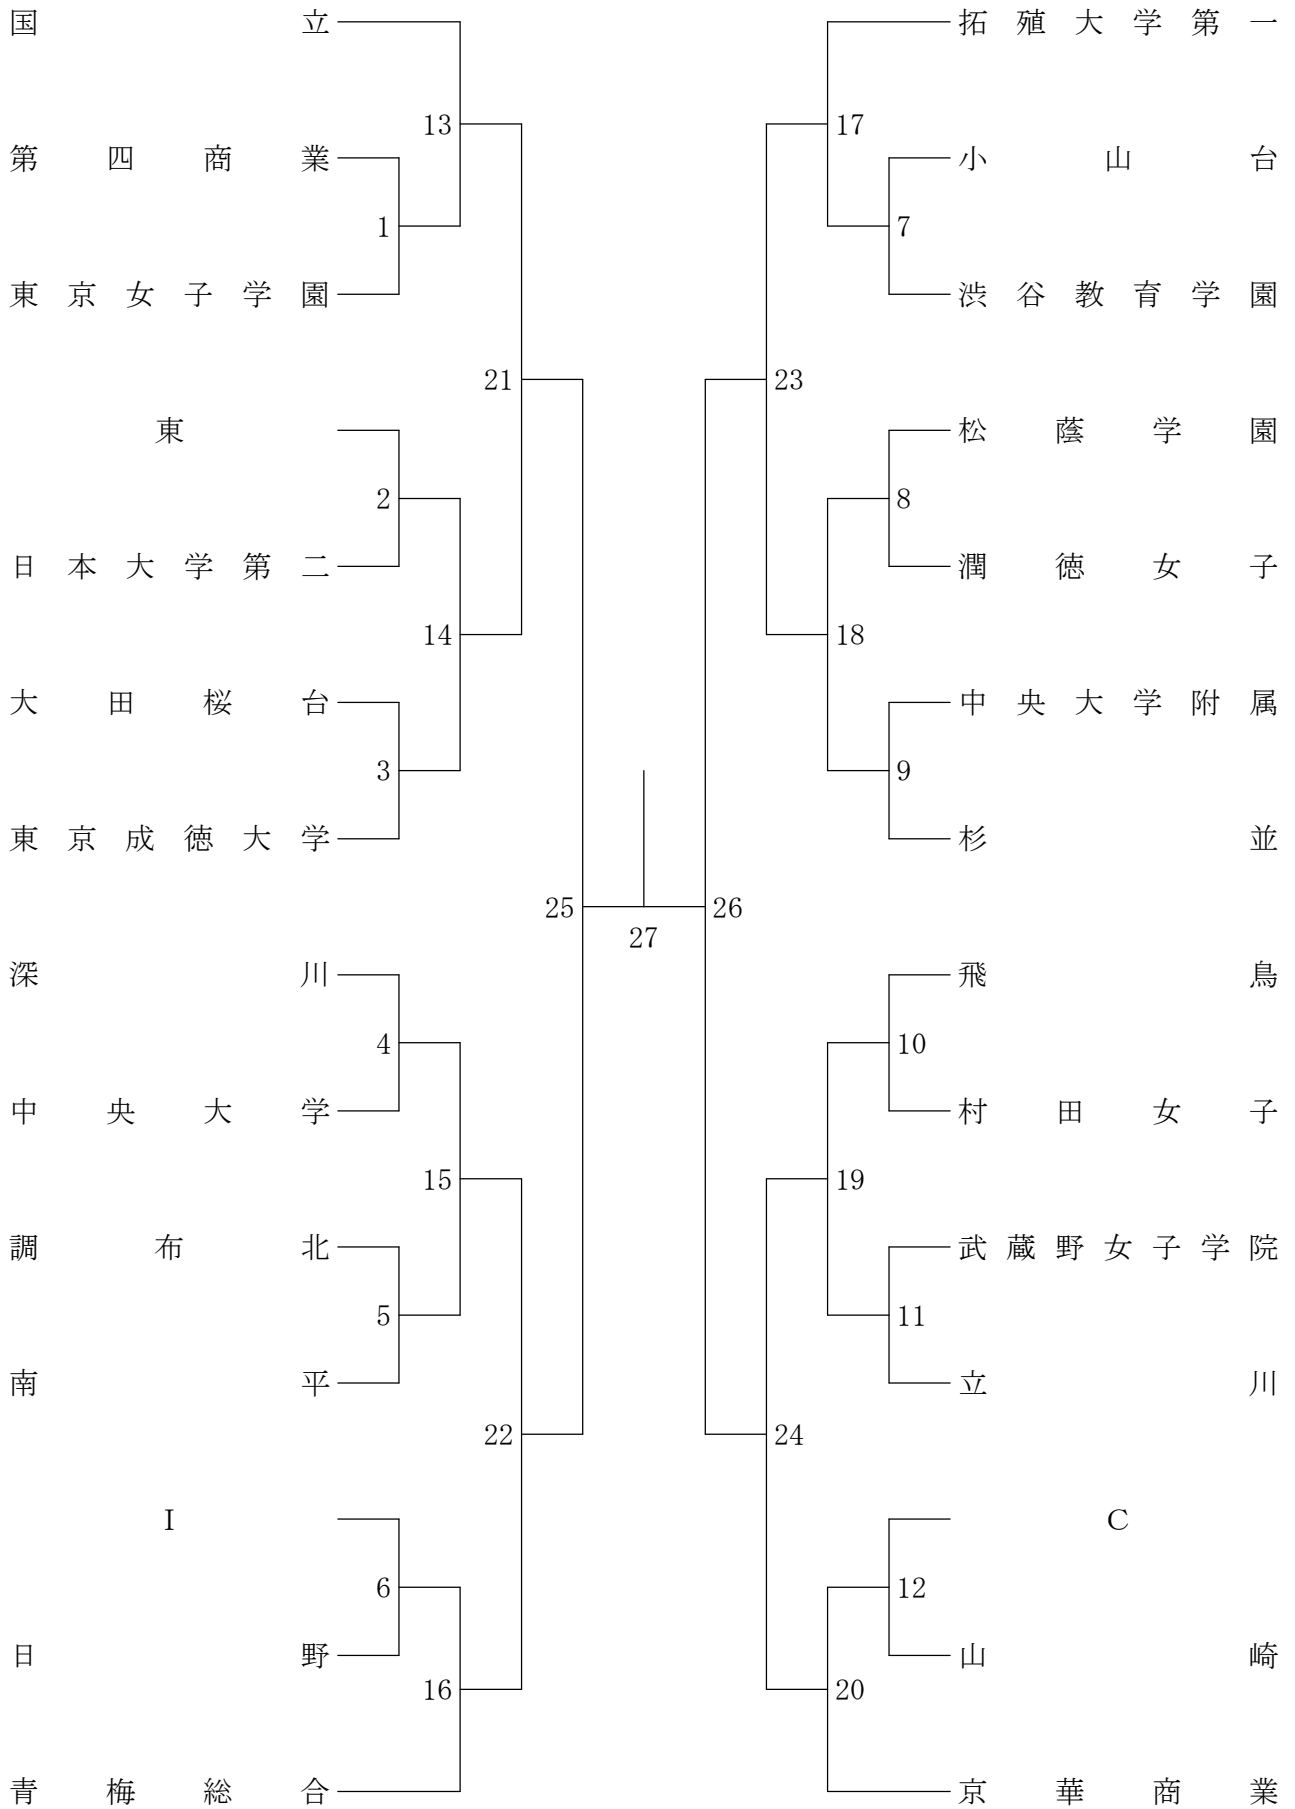 国立
拓殖大学第一
13
17
第四商業
小山台
1
7
東京女子学園
渋谷教育学園
21
23
東
松蔭学園
2
8
日本大学第二
潤徳女子
14
18
大田桜台
中央大学附属
3
9
東京成徳大学
杉並
25
26
27
深川
飛鳥
4
10
中央大学
村田女子
15
19
調布北
武蔵野女子学院
5
11
南平
立川
22
24
I
C
6
12
日野
山崎
16
20
青梅総合
京華商業